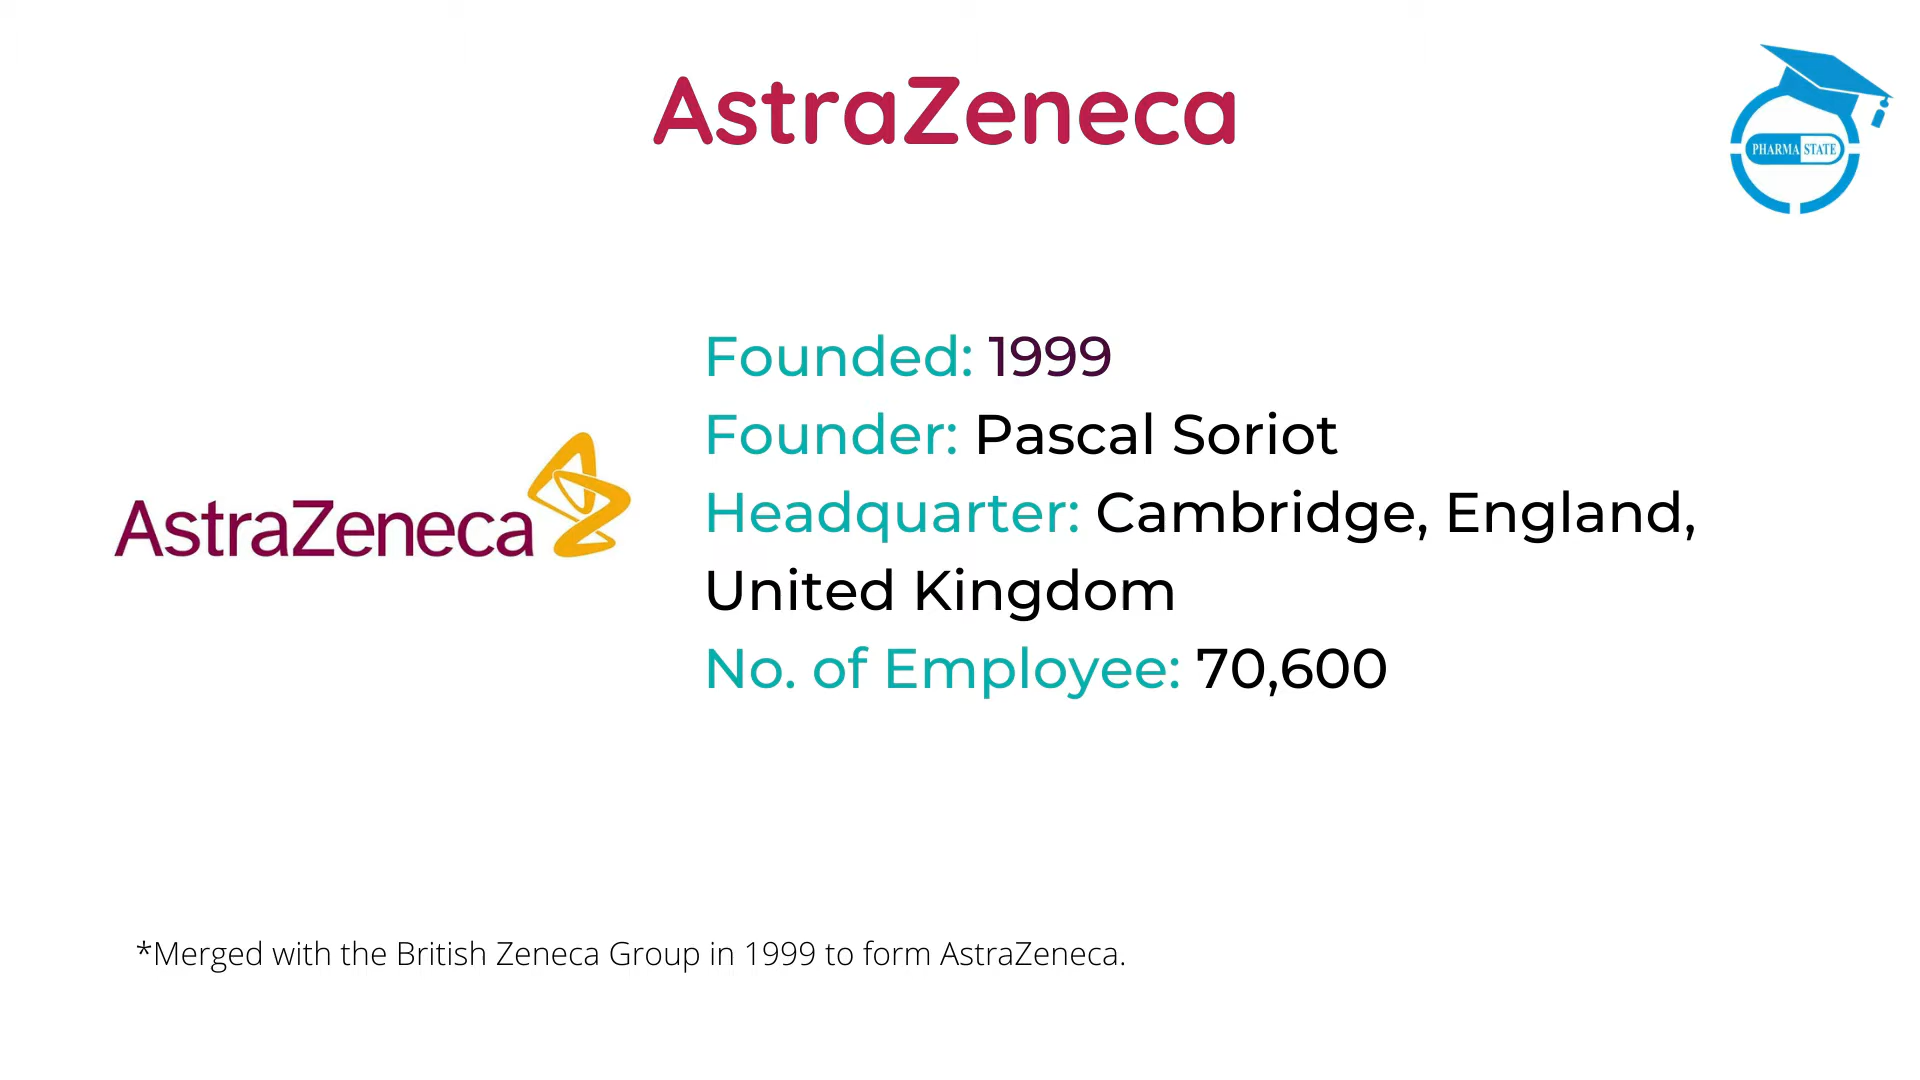 AstraZeneca
PHARMA STATE
Founded: 1999
Founder: Pascal Soriot
Headquarter: Cambridge, England,
United Kingdom
No. of Employee: 70,600
AstraZeneca
*Merged with the British Zeneca Group in 1999 to form AstraZeneca.